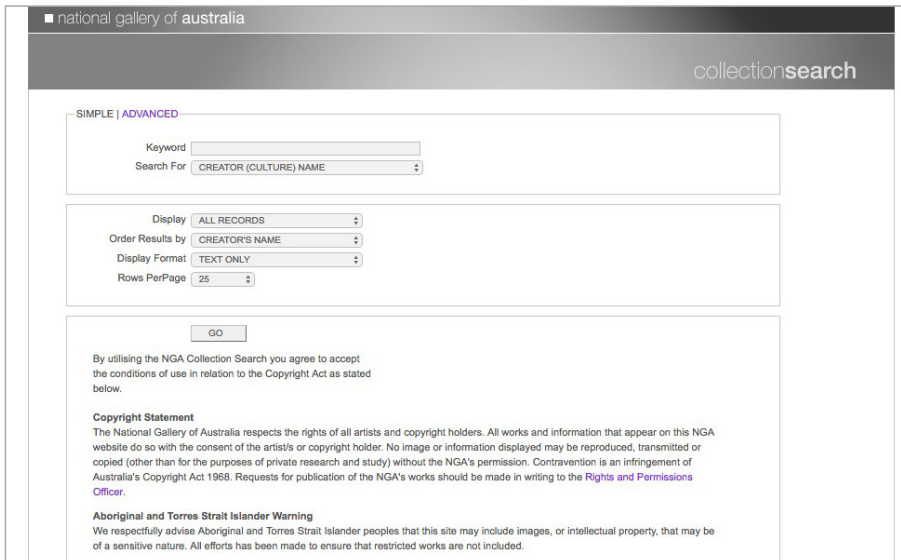 national gallery of australia
collectionsearch
SIMPLE | ADVANCED
Keyword
Search For CREATOR (CULTURE) NAME
Display ALL RECORDS
Order Results by CREATOR'S NAME
Display Format TEXT ONLY
Rows PerPage 25
GO
By utilising the NGA Collection Search you agree to accept
the conditions of use in relation to the Copyright Act as stated
below.
Copyright Statement
The National Gallery of Australia respects the rights of all artists and copyright holders. All works and information that appear on this NGA
website do so with the consent of the artist/s or copyright holder. No image or information displayed may be reproduced, transmitted or
copied (other than for the purposes of private research and study) without the NGA's permission. Contravention is an infringement of
Australia's Copyright Act 1968. Requests for publication of the NGA's works should be made in writing to the Rights and Permissions
Officer.
Aboriginal and Torres Strait Islander Warning
We respectfully advise Aboriginal and Torres Strait Islander peoples that this site may include images, or intellectual property, that may be
of a sensitive nature. All efforts has been made to ensure that restricted works are not included.